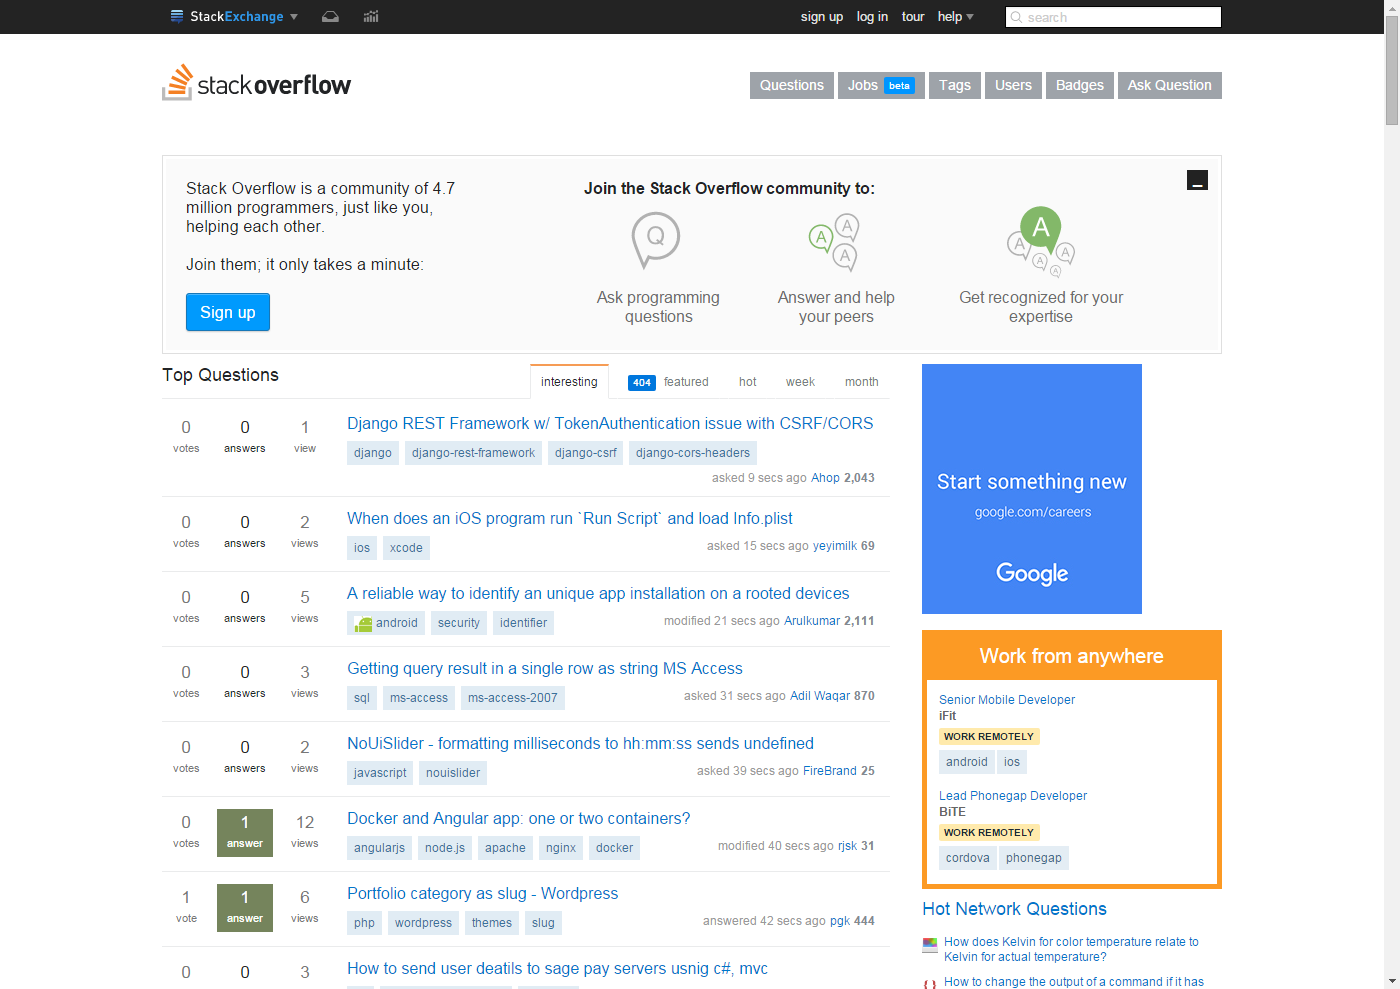 StackExchange
sign up log in tour help
search
stackoverflow
Questions
Jobs beta
Tags
Users
Badges
Ask Question
Stack Overflow is a community of 4.7
million programmers, just like you,
helping each other.
Join them; it only takes a minute:
Sign up
Join the Stack Overflow community to:
Q
Ask programming
questions
A
A
A
Answer and help
your peers
A
A
A
A
A
Get recognized for your
expertise
Top Questions
interesting
404 featured
hot
week
month
0 votes
0 answers
1 view
Django REST Framework w/ TokenAuthentication issue with CSRF/CORS
django django-rest-framework django-csrf django-cors-headers
asked 9 secs ago Ahop 2,043
0 votes
0 answers
2 views
When does an iOS program run `Run Script` and load Info.plist
ios xcode
asked 15 secs ago yeyimilk 69
0 votes
0 answers
5 views
A reliable way to identify an unique app installation on a rooted devices
android security identifier
modified 21 secs ago Arulkumar 2,111
0 votes
0 answers
3 views
Getting query result in a single row as string MS Access
sql ms-access ms-access-2007
asked 31 secs ago Adil Waqar 870
0 votes
0 answers
2 views
NoUiSlider - formatting milliseconds to hh:mm:ss sends undefined
javascript nouislider
asked 39 secs ago FireBrand 25
0 votes
1 answer
12 views
Docker and Angular app: one or two containers?
angularjs node.js apache nginx docker
modified 40 secs ago rjsk 31
1 vote
1 answer
6 views
Portfolio category as slug - Wordpress
php wordpress themes slug
answered 42 secs ago pgk 444
0
0
3
How to send user deatils to sage pay servers usnig c#, mvc
Start something new
google.com/careers
Google
Work from anywhere
Senior Mobile Developer
iFit
WORK REMOTELY
android ios
Lead Phonegap Developer
BiTE
WORK REMOTELY
cordova phonegap
Hot Network Questions
How does Kelvin for color temperature relate to
Kelvin for actual temperature?
How to change the output of a command if it has